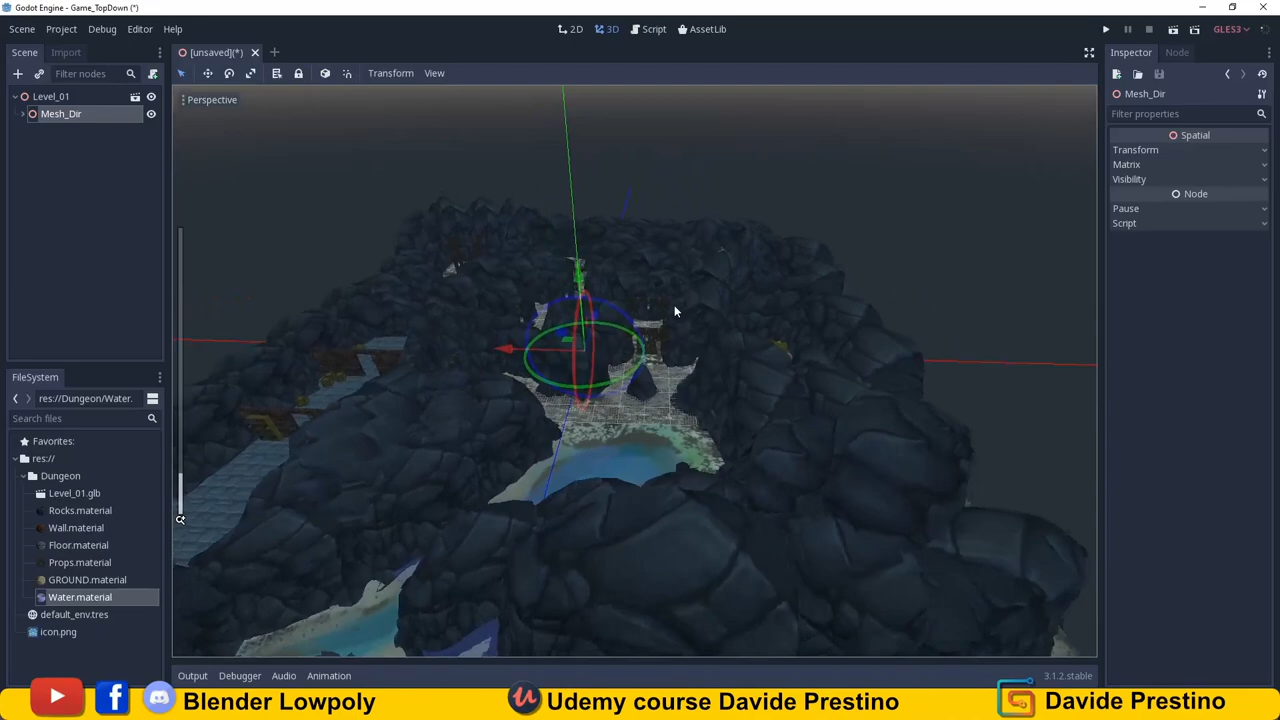 Godot Engine - Game_TopDown (*)
Scene Project Debug Editor Help
2D 3D Script AssetLib
GLES3
Scene Import
[unsaved](*)
Inspector Node
Filter nodes
Transform View
Level_01
Mesh_Dir
Perspective
Mesh_Dir
Filter properties
Spatial
Transform
Matrix
Visibility
Node
Pause
Script
FileSystem
res://Dungeon/Water.
Search files
Favorites:
res://
Dungeon
Level_01.glb
Rocks.material
Wall.material
Floor.material
Props.material
GROUND.material
Water.material
default_env.tres
icon.png
Output Debugger Audio Animation
3.1.2.stable
Blender Lowpoly
Udemy course Davide Prestino
Davide Prestino